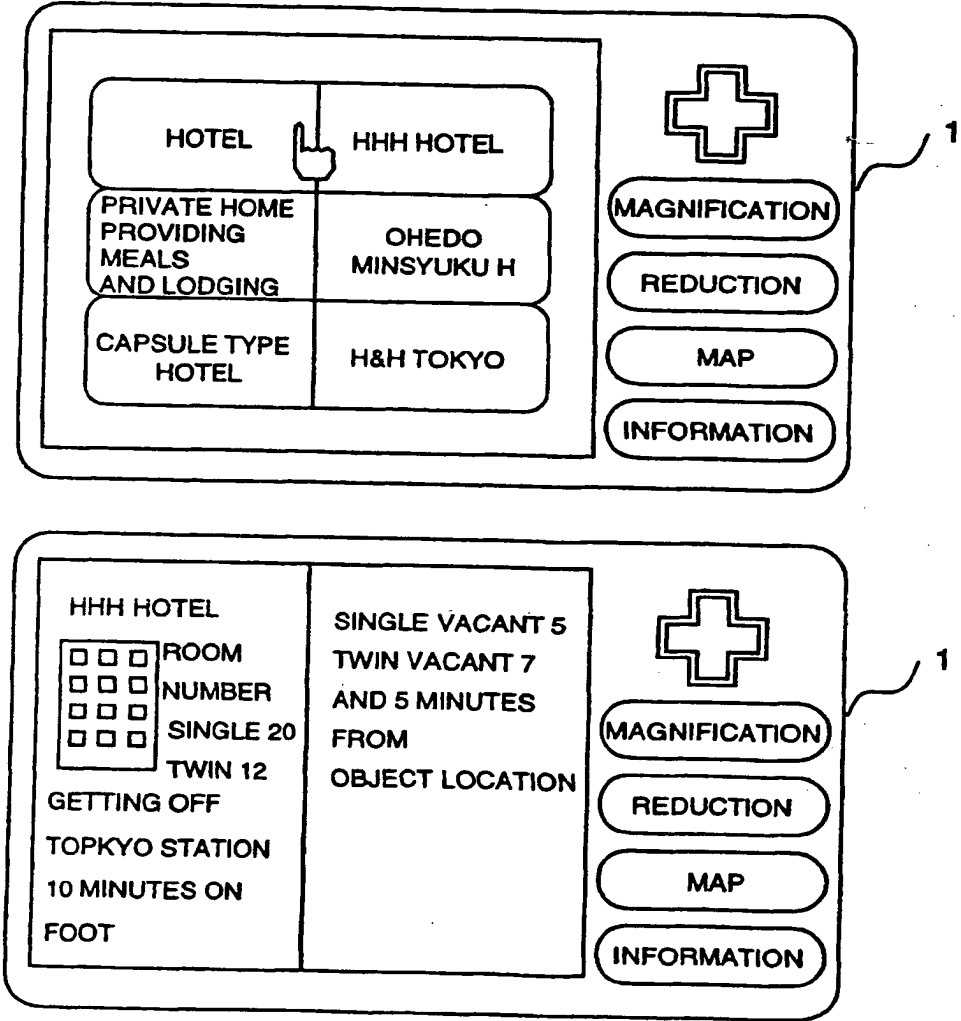 HOTEL
HHH HOTEL
PRIVATE HOME
PROVIDING
MEALS
AND LODGING
OHEDO
MINSYUKU H
CAPSULE TYPE
HOTEL
H&H TOKYO
MAGNIFICATION
REDUCTION
MAP
INFORMATION
1
HHH HOTEL
ROOM
NUMBER
SINGLE 20
TWIN 12
GETTING OFF
TOPKYO STATION
10 MINUTES ON
FOOT
SINGLE VACANT 5
TWIN VACANT 7
AND 5 MINUTES
FROM
OBJECT LOCATION
MAGNIFICATION
REDUCTION
MAP
INFORMATION
1